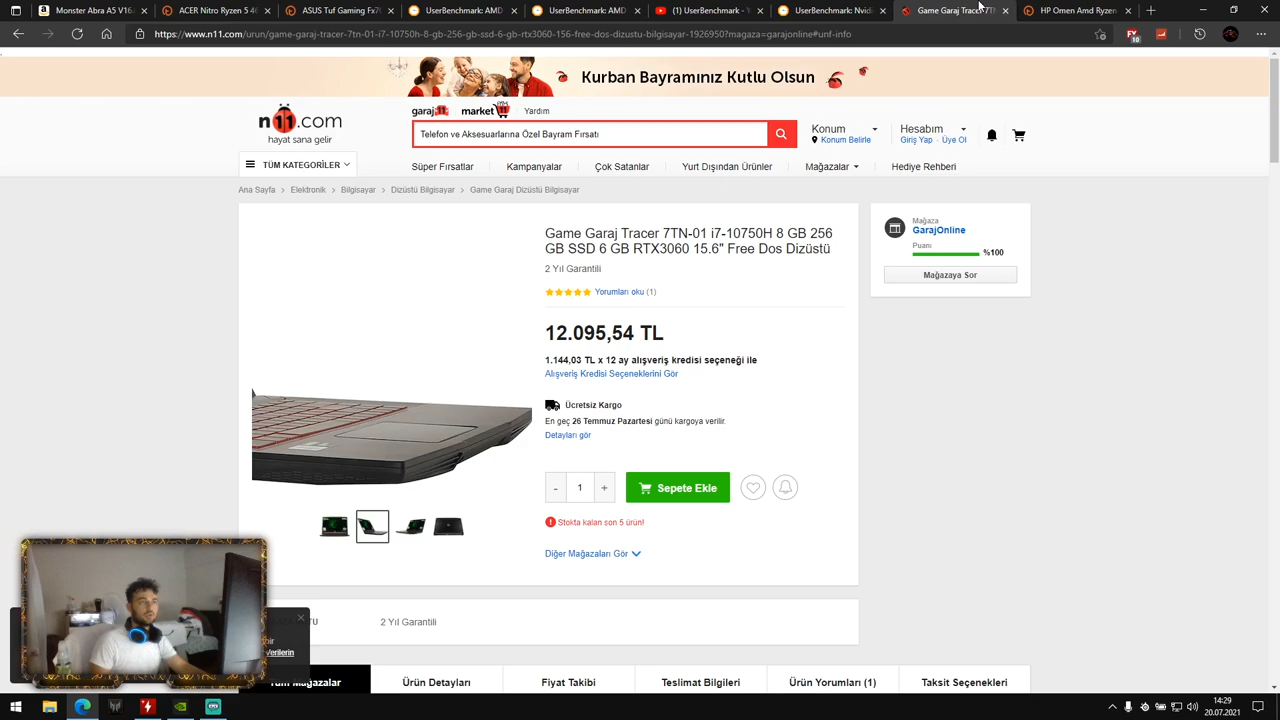 Monster Abra A5 V16
ACER Nitro Ryzen 5 46
ASUS Tuf Gaming F
UserBenchmark: AMD
UserBenchmark: AM
(1) UserBenchmark
UserBenchmark: Nvidi
Game Garaj Tracer 7T
HP Omen Amd Ryzen
https://www.n11.com/urun/game-garaj-tracer-7tn-01-i7-10750h-8-gb-256-gb-ssd-6-gb-rtx3060-156-free-dos-dizustu-bilgisayar-1926950?magaza=garajonline#unf-info
10
Kurban Bayramınız Kutlu Olsun
n11.com
hayat sana gelir
garaj11 market11 Yardım
Telefon ve Aksesuarlarına Özel Bayram Fırsatı
Konum
Konum Belirle
Hesabım
Giriş Yap - Üye Ol
TÜM KATEGORİLER
Süper Fırsatlar Kampanyalar Çok Satanlar Yurt Dışından Ürünler Mağazalar Hediye Rehberi
Ana Sayfa > Elektronik > Bilgisayar > Dizüstü Bilgisayar > Game Garaj Dizüstü Bilgisayar
Game Garaj Tracer 7TN-01 i7-10750H 8 GB 256
GB SSD 6 GB RTX3060 15.6" Free Dos Dizüstü
2 Yıl Garantili
Yorumları oku (1)
12.095,54 TL
1.144,03 TL x 12 ay alışveriş kredisi seçeneği ile
Alışveriş Kredisi Seçeneklerini Gör
Ücretsiz Kargo
En geç 26 Temmuz Pazartesi günü kargoya verilir.
Detayları gör
- 1 +
Sepete Ekle
Stokta kalan son 5 ürün!
Diğer Mağazaları Gör
Mağaza
GarajOnline
Puanı
%100
Mağazaya Sor
2 Yıl Garantili
bir
Verilerin
Tüm Mağazalar
Ürün Detayları
Fiyat Takibi
Teslimat Bilgileri
Ürün Yorumları (1)
Taksit Seçenekleri
14:29
20.07.2021